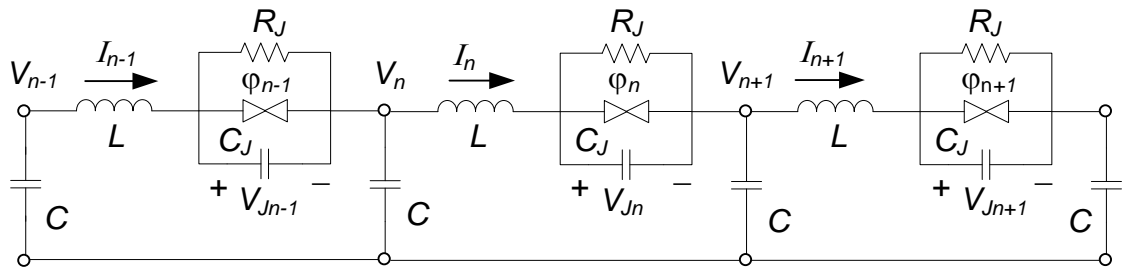 R_J R_J R_J
V_{n-1} I_{n-1} φ_{n-1} V_n I_n φ_n V_{n+1} I_{n+1} φ_{n+1}
L C_J L C_J L C_J
+ V_{Jn-1} – + V_{Jn} – + V_{Jn+1} –
C C C C